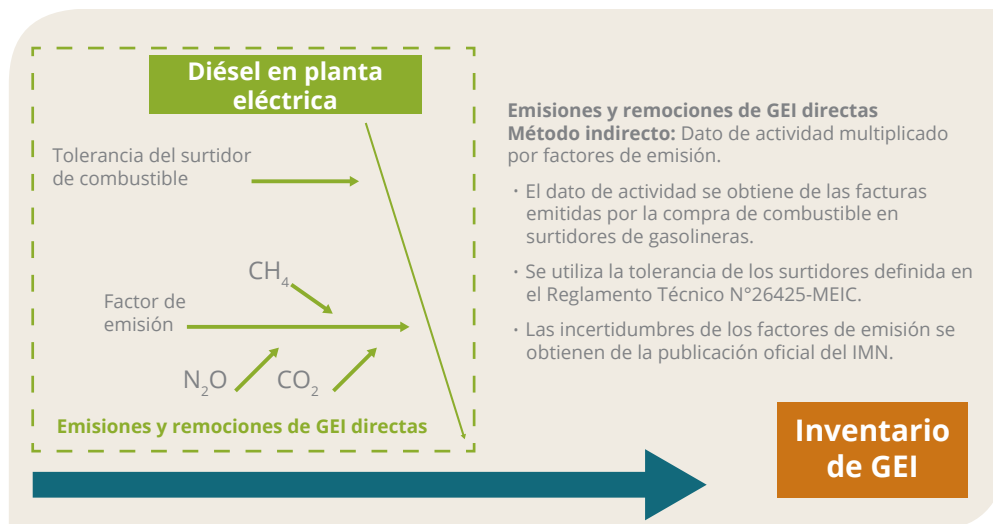 Diésel en planta
eléctrica
Tolerancia del surtidor
de combustible
CH₄
Factor de
emisión
N₂O
CO₂
Emisiones y remociones de GEI directas
Emisiones y remociones de GEI directas
Método indirecto: Dato de actividad multiplicado
por factores de emisión.
· El dato de actividad se obtiene de las facturas
emitidas por la compra de combustible en
surtidores de gasolineras.
· Se utiliza la tolerancia de los surtidores definida en
el Reglamento Técnico N°26425-MEIC.
· Las incertidumbres de los factores de emisión se
obtienen de la publicación oficial del IMN.
Inventario
de GEI